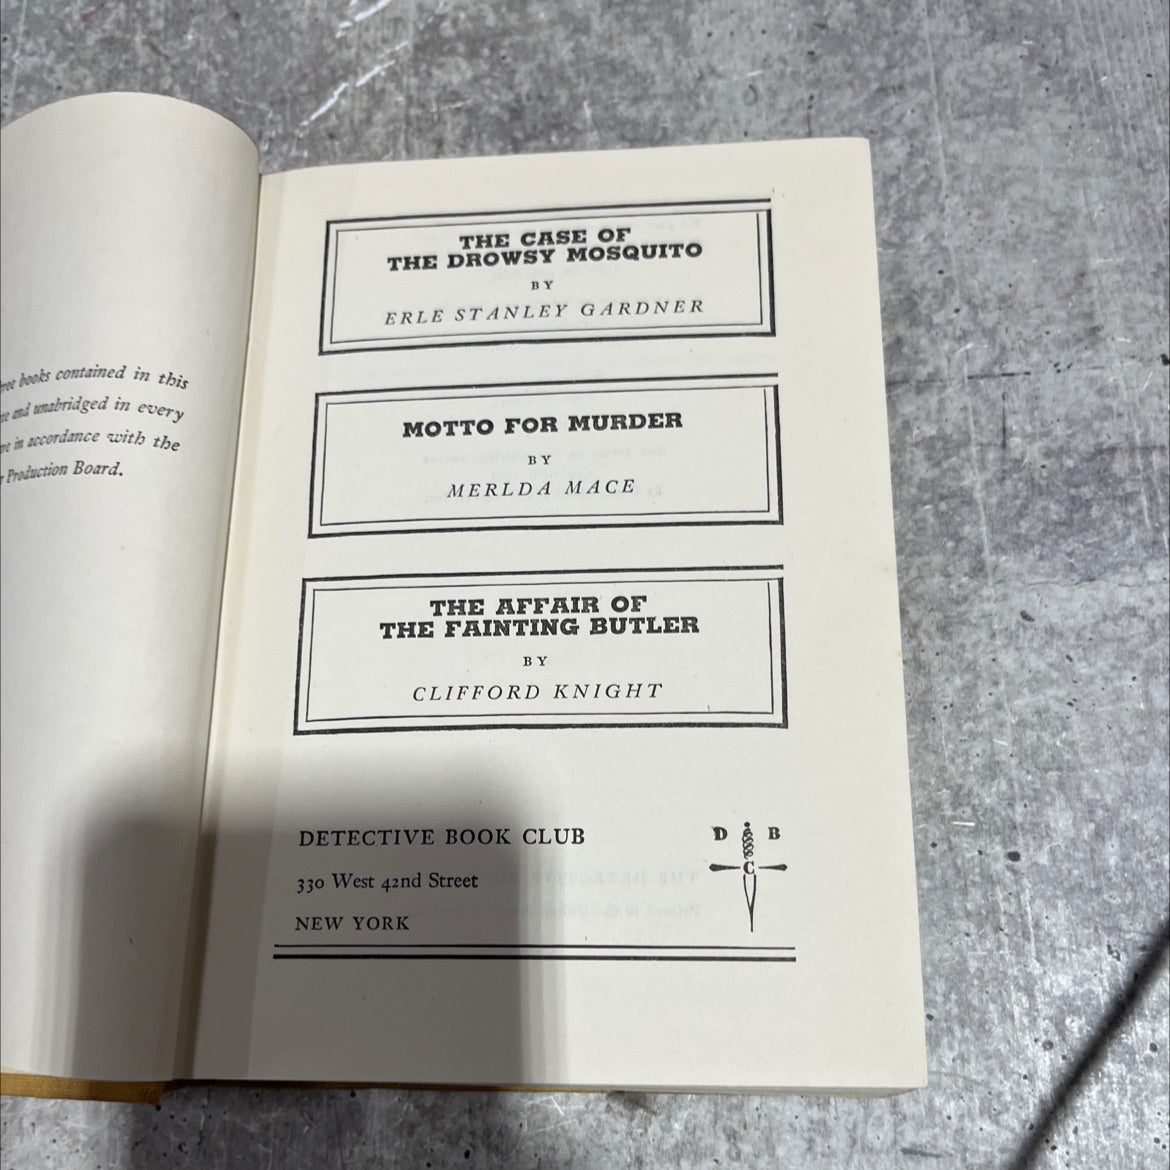 books contained in this
and unabridged in every
in accordance with the
Production Board.
THE CASE OF
THE DROWSY MOSQUITO
BY
ERLE STANLEY GARDNER
MOTTO FOR MURDER
BY
MERLDA MACE
THE AFFAIR OF
THE FAINTING BUTLER
BY
CLIFFORD KNIGHT
DETECTIVE BOOK CLUB
330 West 42nd Street
NEW YORK
D B
C